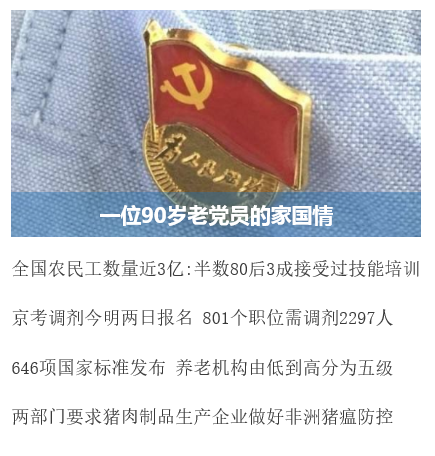 为人民服务
一位90岁老党员的家国情
全国农民工数量近3亿:半数80后3成接受过技能培训
京考调剂今明两日报名 801个职位需调剂2297人
646项国家标准发布 养老机构由低到高分为五级
两部门要求猪肉制品生产企业做好非洲猪瘟防控